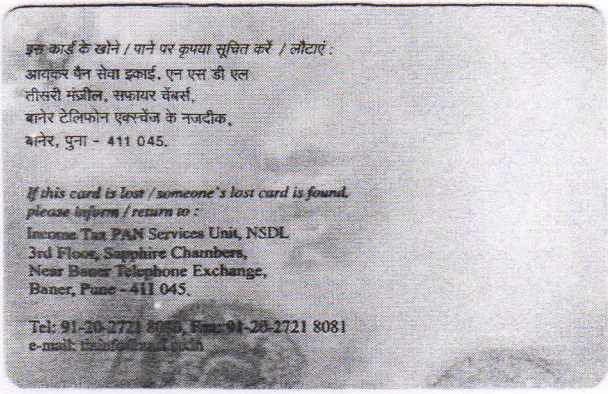 इस कार्ड के खोने / पाने पर कृपया सूचित करें / लौटाएं :
आयकर पैन सेवा इकाई, एन एस डी एल
तीसरी मंज़ील, सफायर चेंबर्स,
बानेर टेलिफोन एक्स्चेंज के नजदीक,
बानेर, पुना - 411 045.
If this card is lost / someone's lost card is found,
please inform / return to :
Income Tax PAN Services Unit, NSDL
3rd Floor, Sapphire Chambers,
Near Baner Telephone Exchange,
Baner, Pune - 411 045.
Tel: 91-20-2721 8080, Fax: 91-20-2721 8081
e-mail: